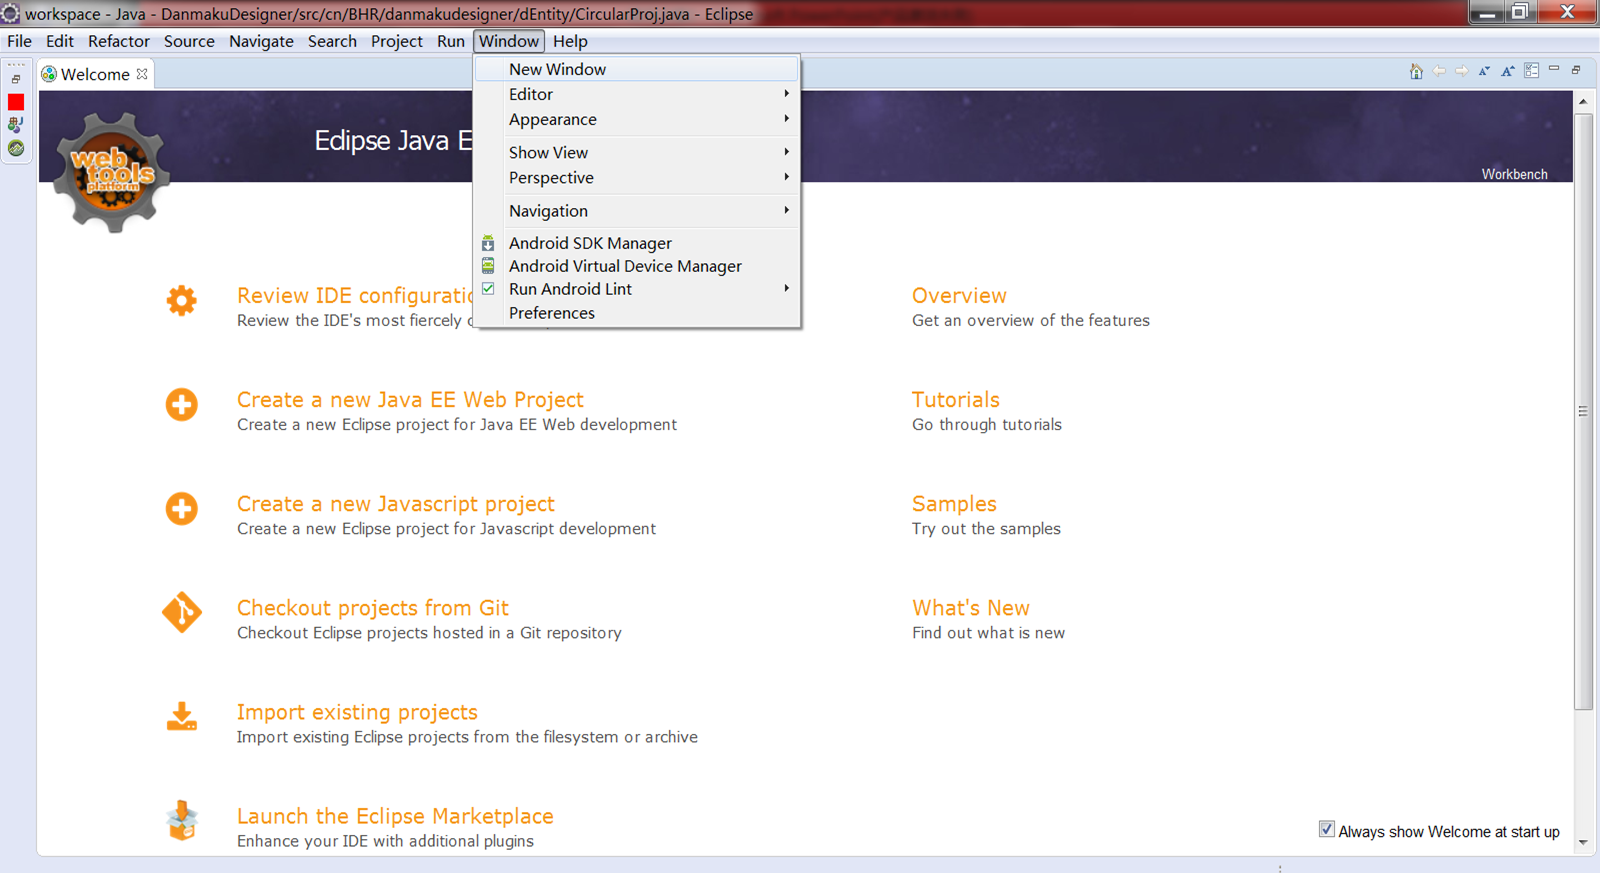 workspace - Java - DanmakuDesigner/src/cn/BHR/danmakudesigner/dEntity/CircularProj.java - Eclipse
File Edit Refactor Source Navigate Search Project Run Window Help
Welcome
New Window
Editor
Appearance
Show View
Perspective
Navigation
Android SDK Manager
Android Virtual Device Manager
Run Android Lint
Preferences
web
tools
platform
Eclipse Java E
Workbench
Review IDE configuratio
Review the IDE's most fiercely
Create a new Java EE Web Project
Create a new Eclipse project for Java EE Web development
Create a new Javascript project
Create a new Eclipse project for Javascript development
Checkout projects from Git
Checkout Eclipse projects hosted in a Git repository
Import existing projects
Import existing Eclipse projects from the filesystem or archive
Launch the Eclipse Marketplace
Enhance your IDE with additional plugins
Overview
Get an overview of the features
Tutorials
Go through tutorials
Samples
Try out the samples
What's New
Find out what is new
Always show Welcome at start up